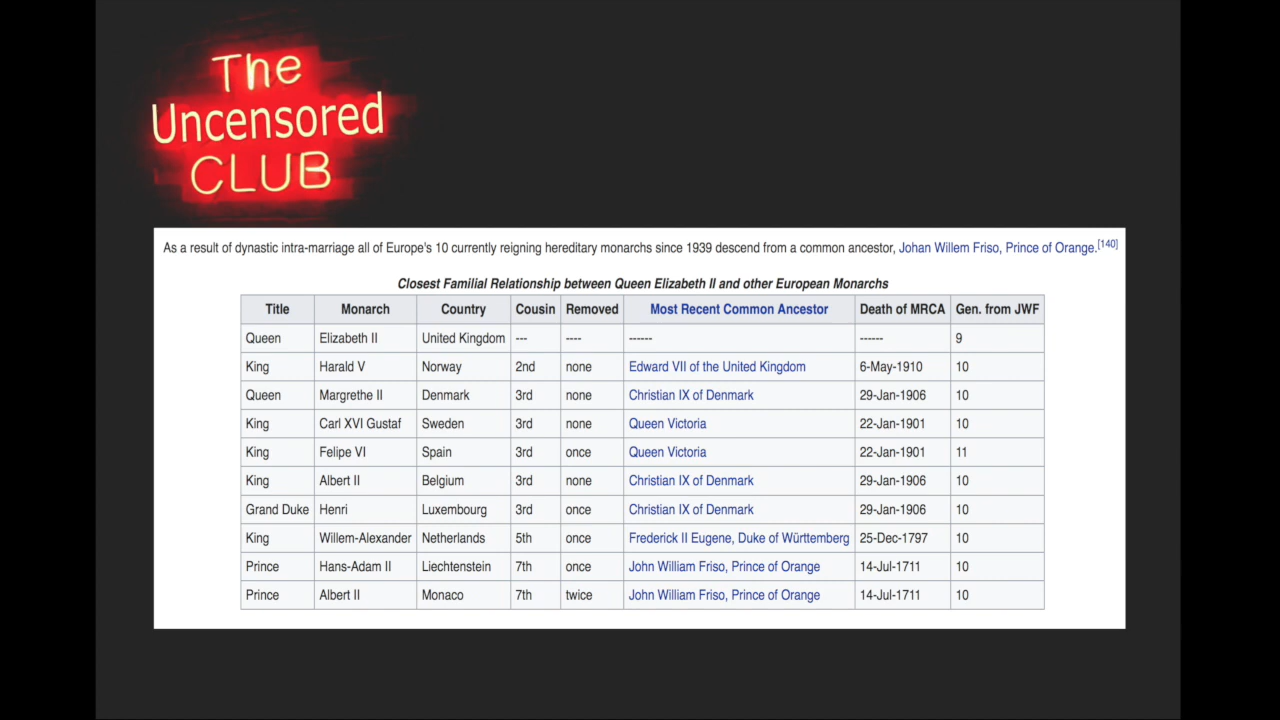 The
Uncensored
CLUB
As a result of dynastic intra-marriage all of Europe's 10 currently reigning hereditary monarchs since 1939 descend from a common ancestor, Johan Willem Friso, Prince of Orange.[140]
Closest Familial Relationship between Queen Elizabeth II and other European Monarchs
Title Monarch Country Cousin Removed Most Recent Common Ancestor Death of MRCA Gen. from JWF
Queen Elizabeth II United Kingdom --- ---- ------ ------ 9
King Harald V Norway 2nd none Edward VII of the United Kingdom 6-May-1910 10
Queen Margrethe II Denmark 3rd none Christian IX of Denmark 29-Jan-1906 10
King Carl XVI Gustaf Sweden 3rd none Queen Victoria 22-Jan-1901 10
King Felipe VI Spain 3rd once Queen Victoria 22-Jan-1901 11
King Albert II Belgium 3rd none Christian IX of Denmark 29-Jan-1906 10
Grand Duke Henri Luxembourg 3rd once Christian IX of Denmark 29-Jan-1906 10
King Willem-Alexander Netherlands 5th once Frederick II Eugene, Duke of Württemberg 25-Dec-1797 10
Prince Hans-Adam II Liechtenstein 7th once John William Friso, Prince of Orange 14-Jul-1711 10
Prince Albert II Monaco 7th twice John William Friso, Prince of Orange 14-Jul-1711 10